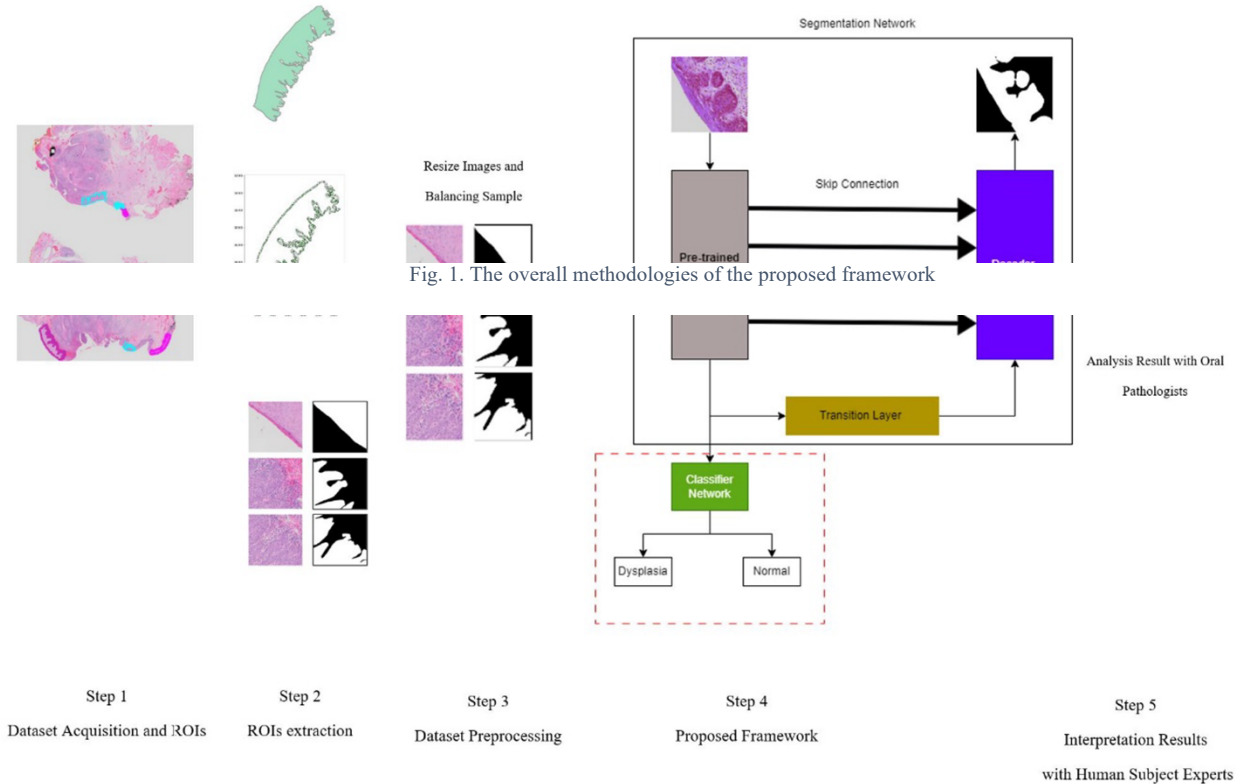 Segmentation Network
Resize Images and
Balancing Sample
Skip Connection
Pre-trained
Fig. 1. The overall methodologies of the proposed framework
Analysis Result with Oral
Pathologists
Transition Layer
Classifier
Network
Dysplasia
Normal
Step 1
Dataset Acquisition and ROIs
Step 2
ROIs extraction
Step 3
Dataset Preprocessing
Step 4
Proposed Framework
Step 5
Interpretation Results
with Human Subject Experts